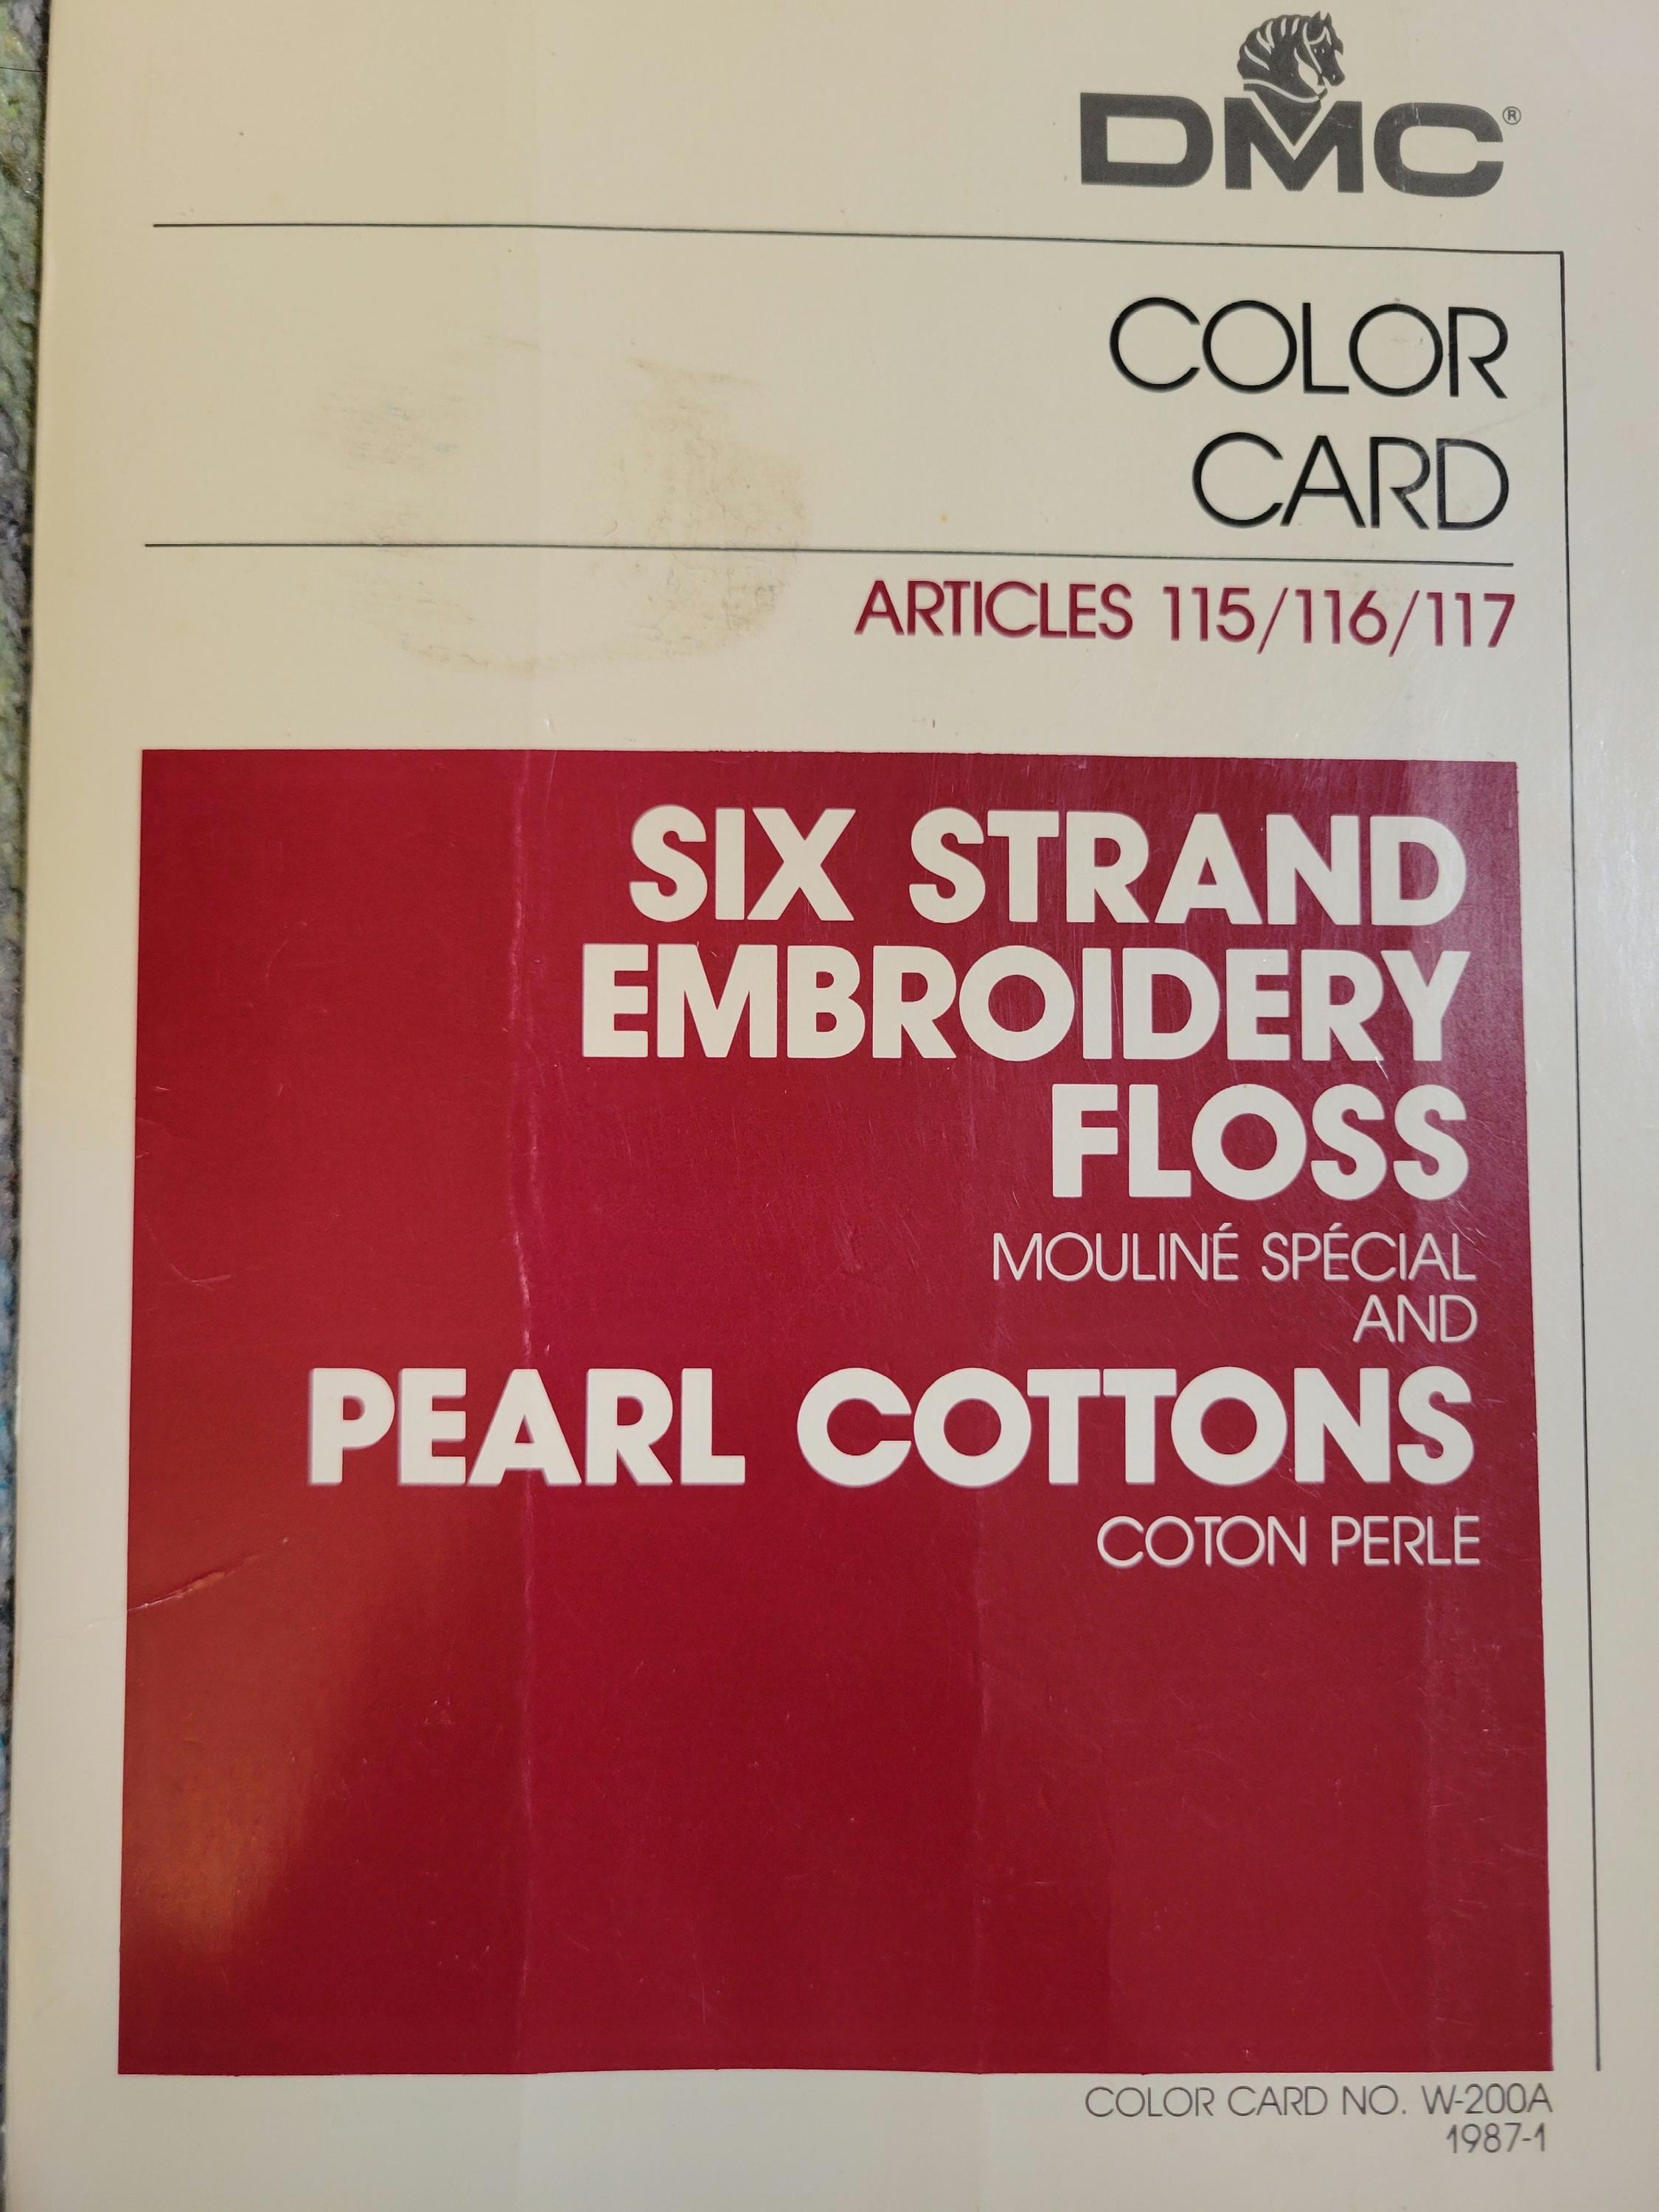 DMC®
COLOR
CARD
ARTICLES 115/116/117
SIX STRAND
EMBROIDERY
FLOSS
MOULINÉ SPÉCIAL
AND
PEARL COTTONS
COTON PERLE
COLOR CARD NO. W-200A
1987-1